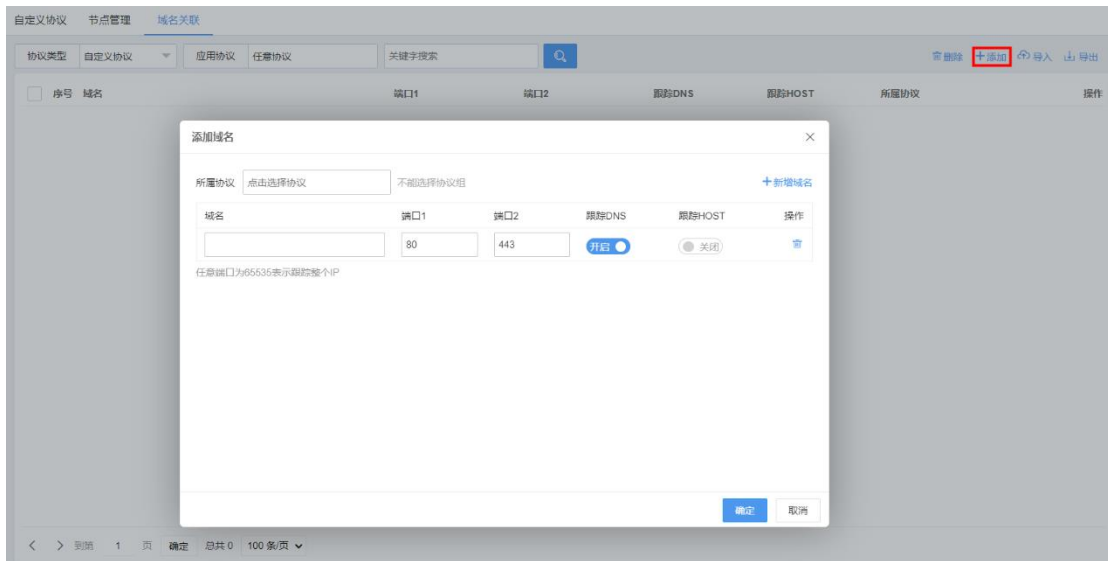 自定义协议 节点管理 域名关联
协议类型 自定义协议 应用协议 任意协议 关键字搜索 删除 +添加 导入 导出
序号 域名 端口1 端口2 跟踪DNS 跟踪HOST 所属协议 操作
添加域名 ×
所属协议 点击选择协议 不能选择协议组 +新增域名
域名 端口1 端口2 跟踪DNS 跟踪HOST 操作
80 443 开启 关闭
任意端口为65535表示跟踪整个IP
确定 取消
< > 到第 1 页 确定 总共 0 100 条/页